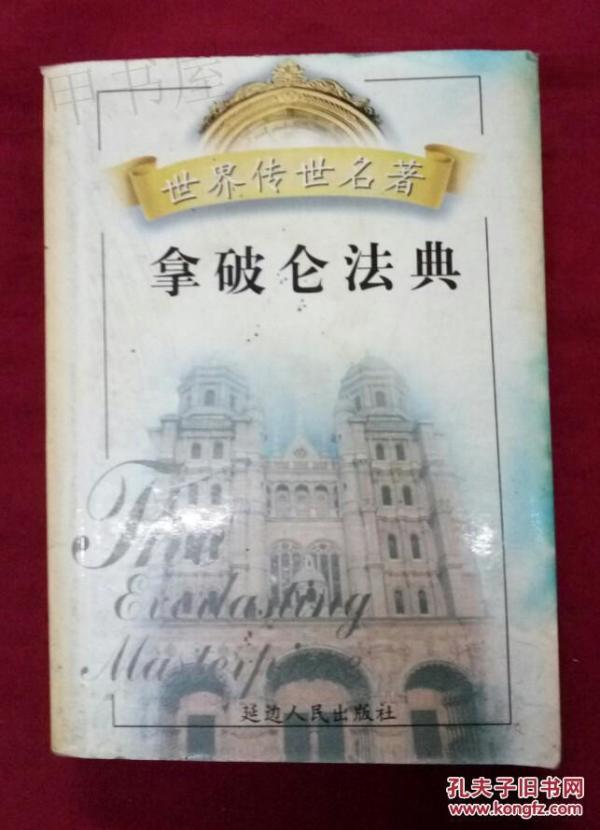 甲书屋
世界传世名著
拿破仑法典
The
Everlasting
Masterpiece
延边人民出版社
孔夫子旧书网
www.kongfz.com